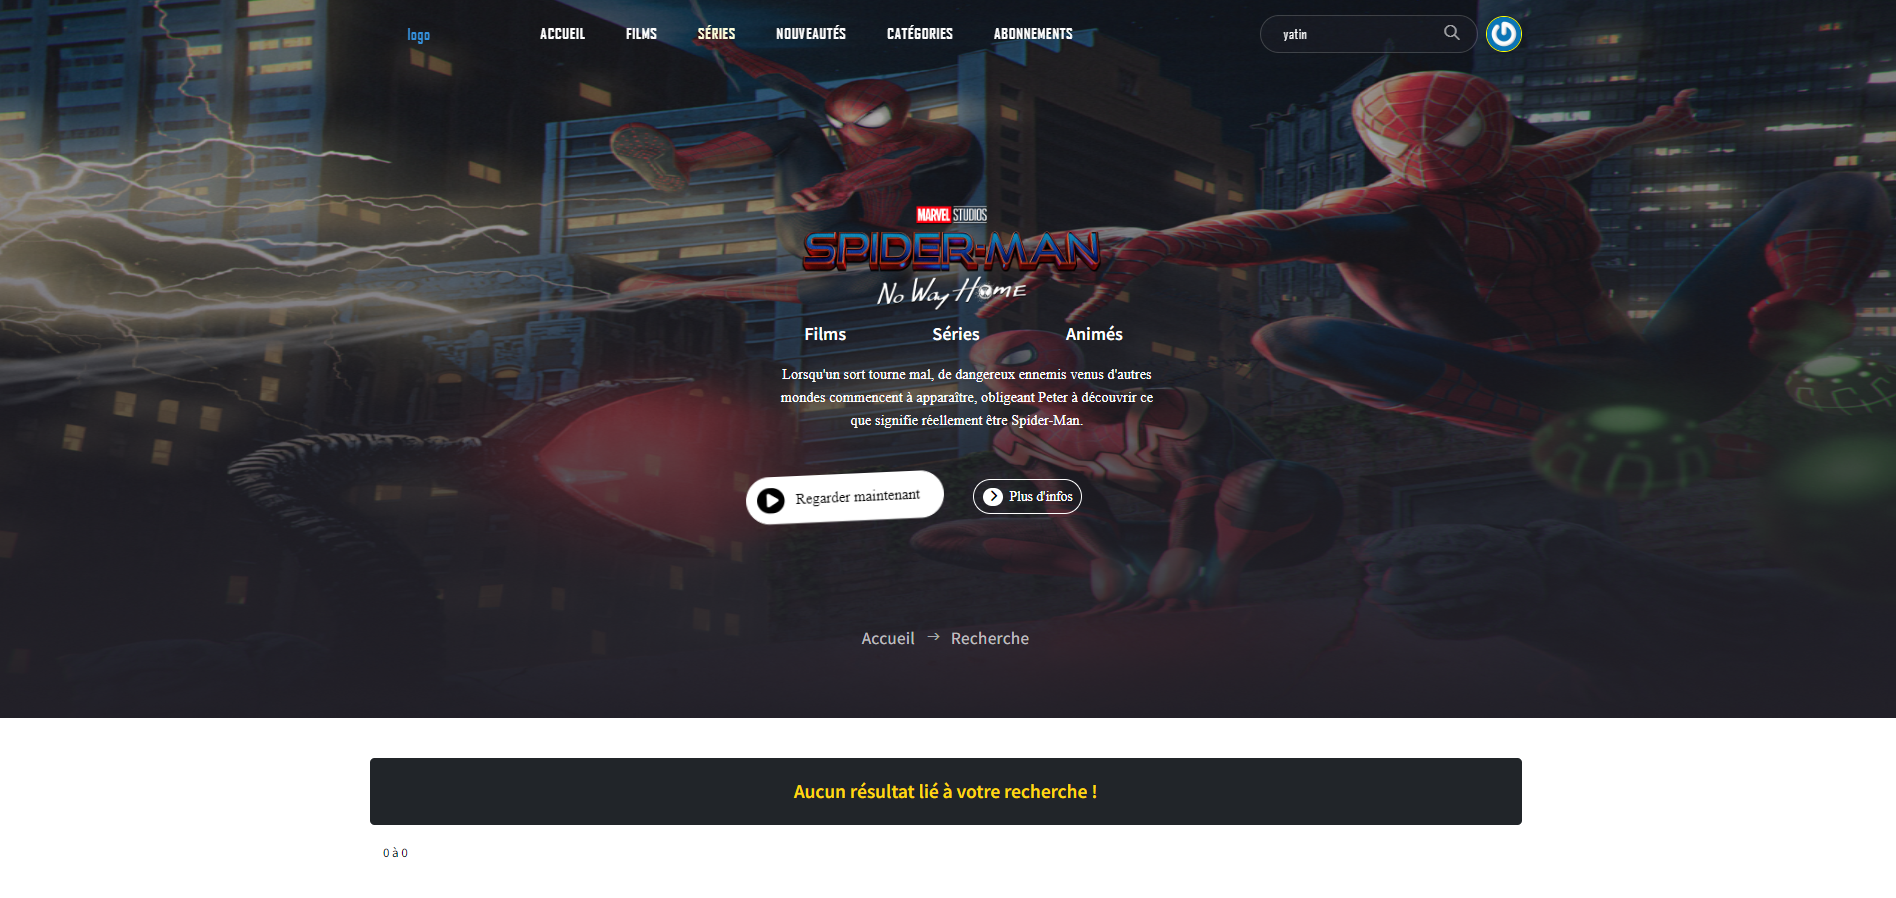 logo
ACCUEIL
FILMS
SÉRIES
NOUVEAUTÉS
CATÉGORIES
ABONNEMENTS
yatin
MARVEL STUDIOS
SPIDER-MAN
NO WAY HOME
Films
Séries
Animés
Lorsqu'un sort tourne mal, de dangereux ennemis venus d'autres
mondes commencent à apparaître, obligeant Peter à découvrir ce
que signifie réellement être Spider-Man.
Regarder maintenant
Plus d'infos
Accueil → Recherche
Aucun résultat lié à votre recherche !
0 à 0